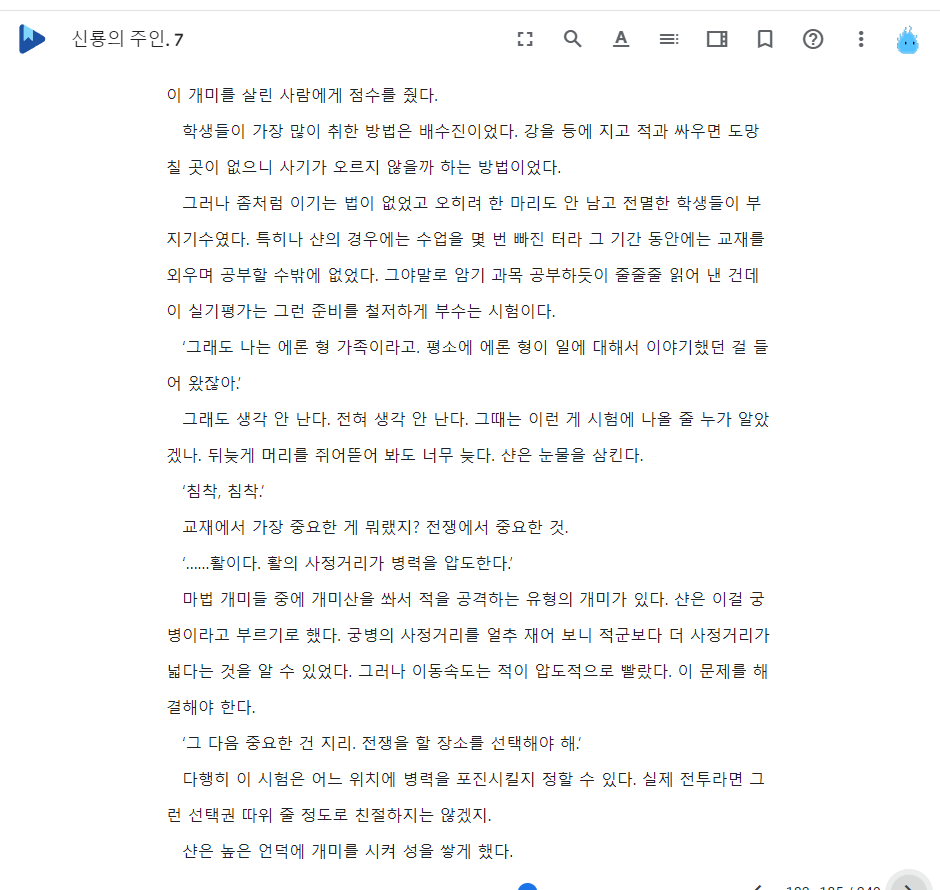 신룡의 주인. 7
이 개미를 살린 사람에게 점수를 줬다.
학생들이 가장 많이 취한 방법은 배수진이었다. 강을 등에 지고 적과 싸우면 도망
칠 곳이 없으니 사기가 오르지 않을까 하는 방법이었다.
그러나 좀처럼 이기는 법이 없었고 오히려 한 마리도 안 남고 전멸한 학생들이 부
지기수였다. 특히나 샨의 경우에는 수업을 몇 번 빠진 터라 그 기간 동안에는 교재를
외우며 공부할 수밖에 없었다. 그야말로 암기 과목 공부하듯이 줄줄줄 읽어 낸 건데
이 실기평가는 그런 준비를 철저하게 부수는 시험이다.
‘그래도 나는 에론 형 가족이라고. 평소에 에론 형이 일에 대해서 이야기했던 걸 들
어 왔잖아.’
그래도 생각 안 난다. 전혀 생각 안 난다. 그때는 이런 게 시험에 나올 줄 누가 알았
겠나. 뒤늦게 머리를 쥐어뜯어 봐도 너무 늦다. 샨은 눈물을 삼킨다.
‘침착, 침착.’
교재에서 가장 중요한 게 뭐랬지? 전쟁에서 중요한 것.
‘......활이다. 활의 사정거리가 병력을 압도한다.’
마법 개미들 중에 개미산을 쏴서 적을 공격하는 유형의 개미가 있다. 샨은 이걸 궁
병이라고 부르기로 했다. 궁병의 사정거리를 얼추 재어 보니 적군보다 더 사정거리가
넓다는 것을 알 수 있었다. 그러나 이동속도는 적이 압도적으로 빨랐다. 이 문제를 해
결해야 한다.
‘그 다음 중요한 건 지리. 전쟁을 할 장소를 선택해야 해.’
다행히 이 시험은 어느 위치에 병력을 포진시킬지 정할 수 있다. 실제 전투라면 그
런 선택권 따위 줄 정도로 친절하지는 않겠지.
샨은 높은 언덕에 개미를 시켜 성을 쌓게 했다.